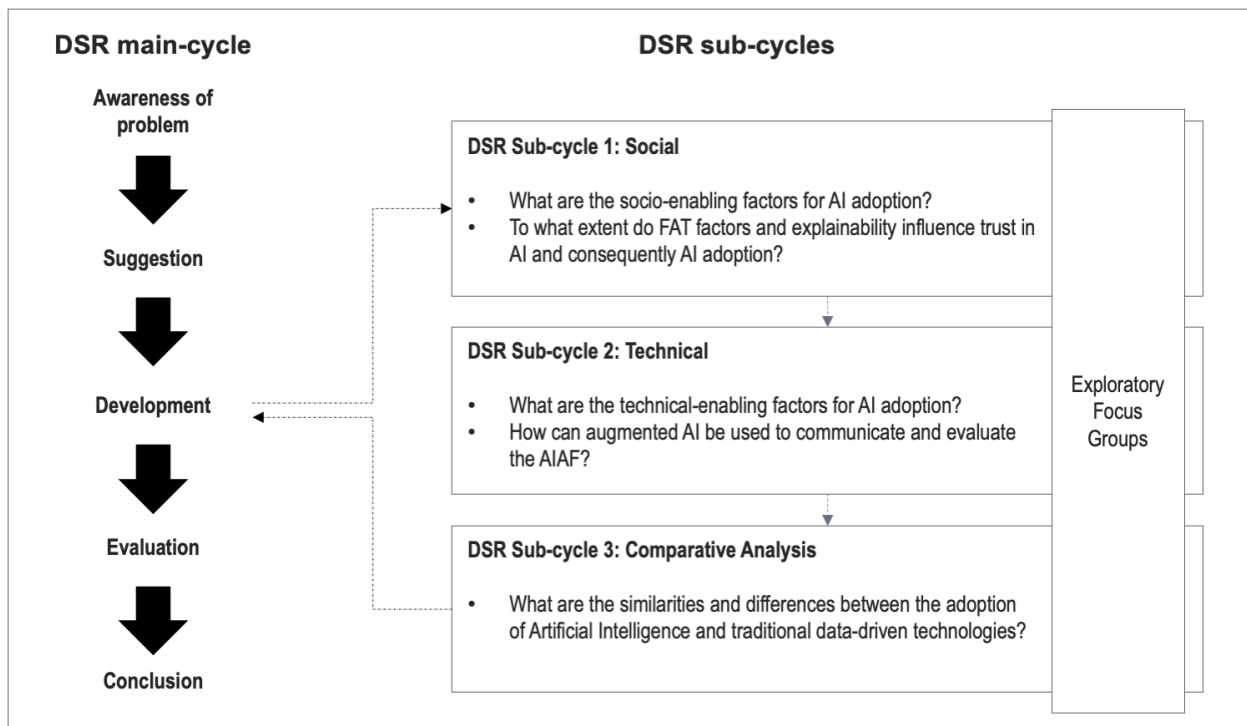 DSR main-cycle
Awareness of
problem
Suggestion
Development
Evaluation
Conclusion
DSR sub-cycles
DSR Sub-cycle 1: Social
• What are the socio-enabling factors for AI adoption?
• To what extent do FAT factors and explainability influence trust in
AI and consequently AI adoption?
DSR Sub-cycle 2: Technical
• What are the technical-enabling factors for AI adoption?
• How can augmented AI be used to communicate and evaluate
the AIAF?
DSR Sub-cycle 3: Comparative Analysis
• What are the similarities and differences between the adoption
of Artificial Intelligence and traditional data-driven technologies?
Exploratory
Focus
Groups